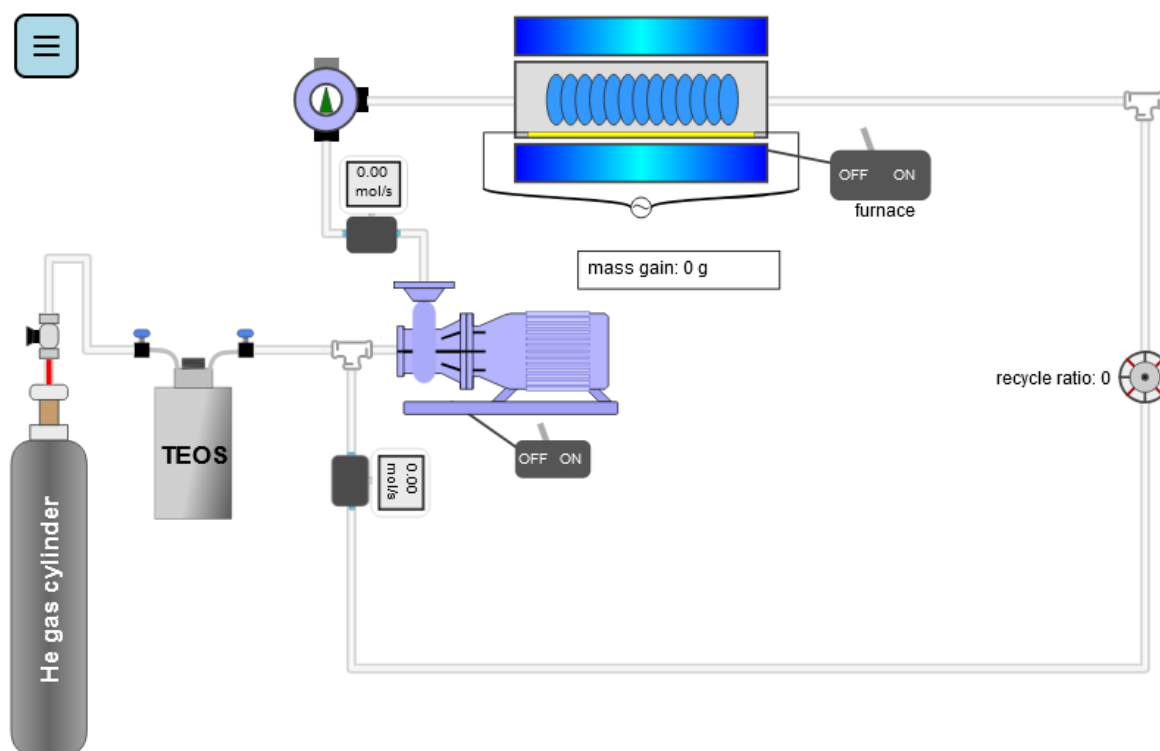 0.00
mol/s
OFF ON
furnace
mass gain: 0 g
recycle ratio: 0
TEOS
OFF ON
0.00
mol/s
He gas cylinder